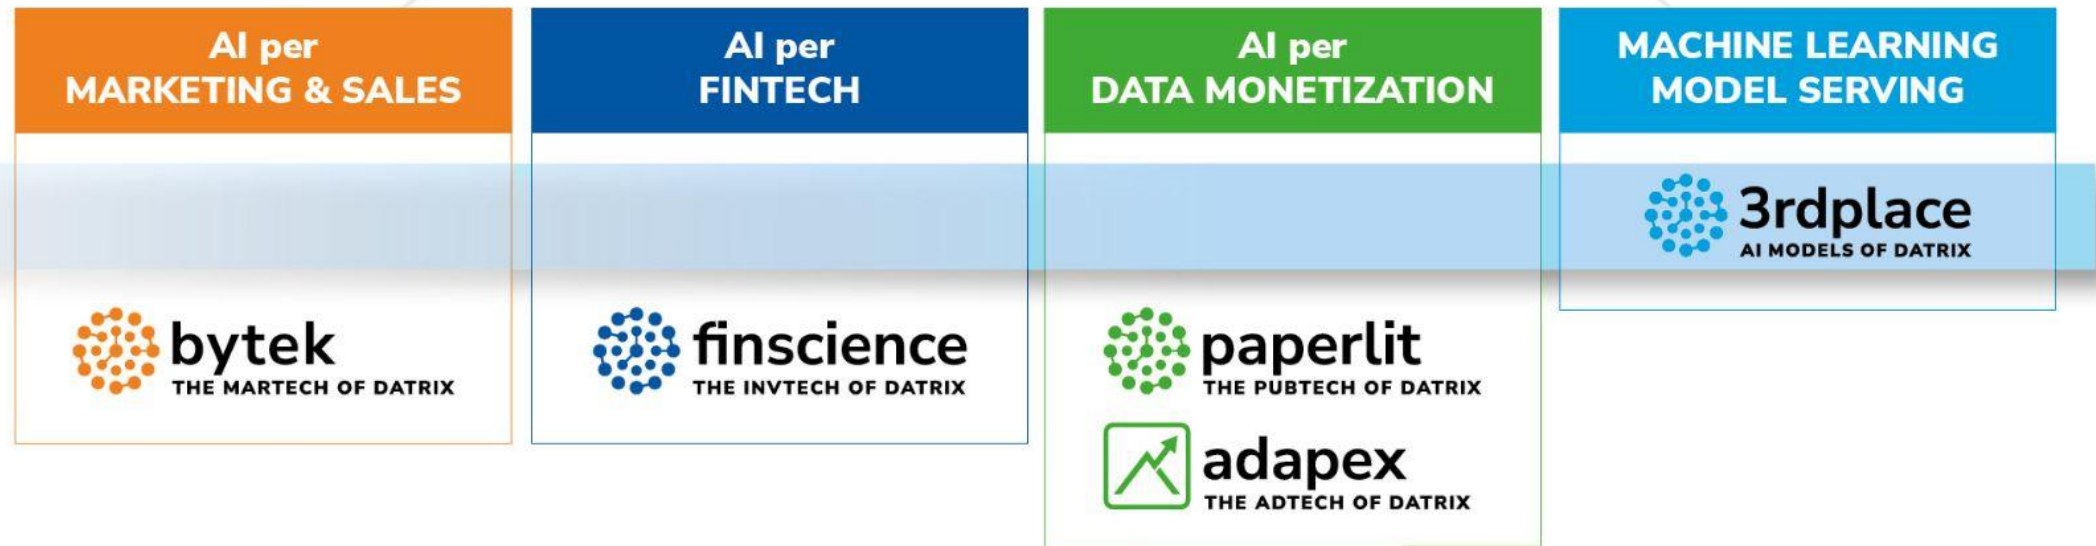 AI per
MARKETING & SALES
bytek
THE MARTECH OF DATRIX
AI per
FINTECH
finscience
THE INVTECH OF DATRIX
AI per
DATA MONETIZATION
paperlit
THE PUBTECH OF DATRIX
adapex
THE ADTECH OF DATRIX
MACHINE LEARNING
MODEL SERVING
3rdplace
AI MODELS OF DATRIX